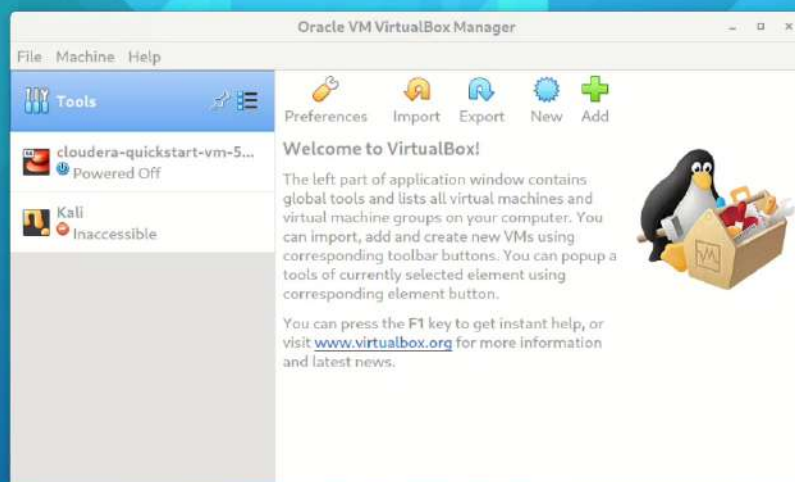 Oracle VM VirtualBox Manager
File Machine Help
Tools
Preferences Import Export New Add
cloudera-quickstart-vm-5...
Powered Off
Kali
Inaccessible
Welcome to VirtualBox!
The left part of application window contains
global tools and lists all virtual machines and
virtual machine groups on your computer. You
can import, add and create new VMs using
corresponding toolbar buttons. You can popup a
tools of currently selected element using
corresponding element button.
You can press the F1 key to get instant help, or
visit www.virtualbox.org for more information
and latest news.